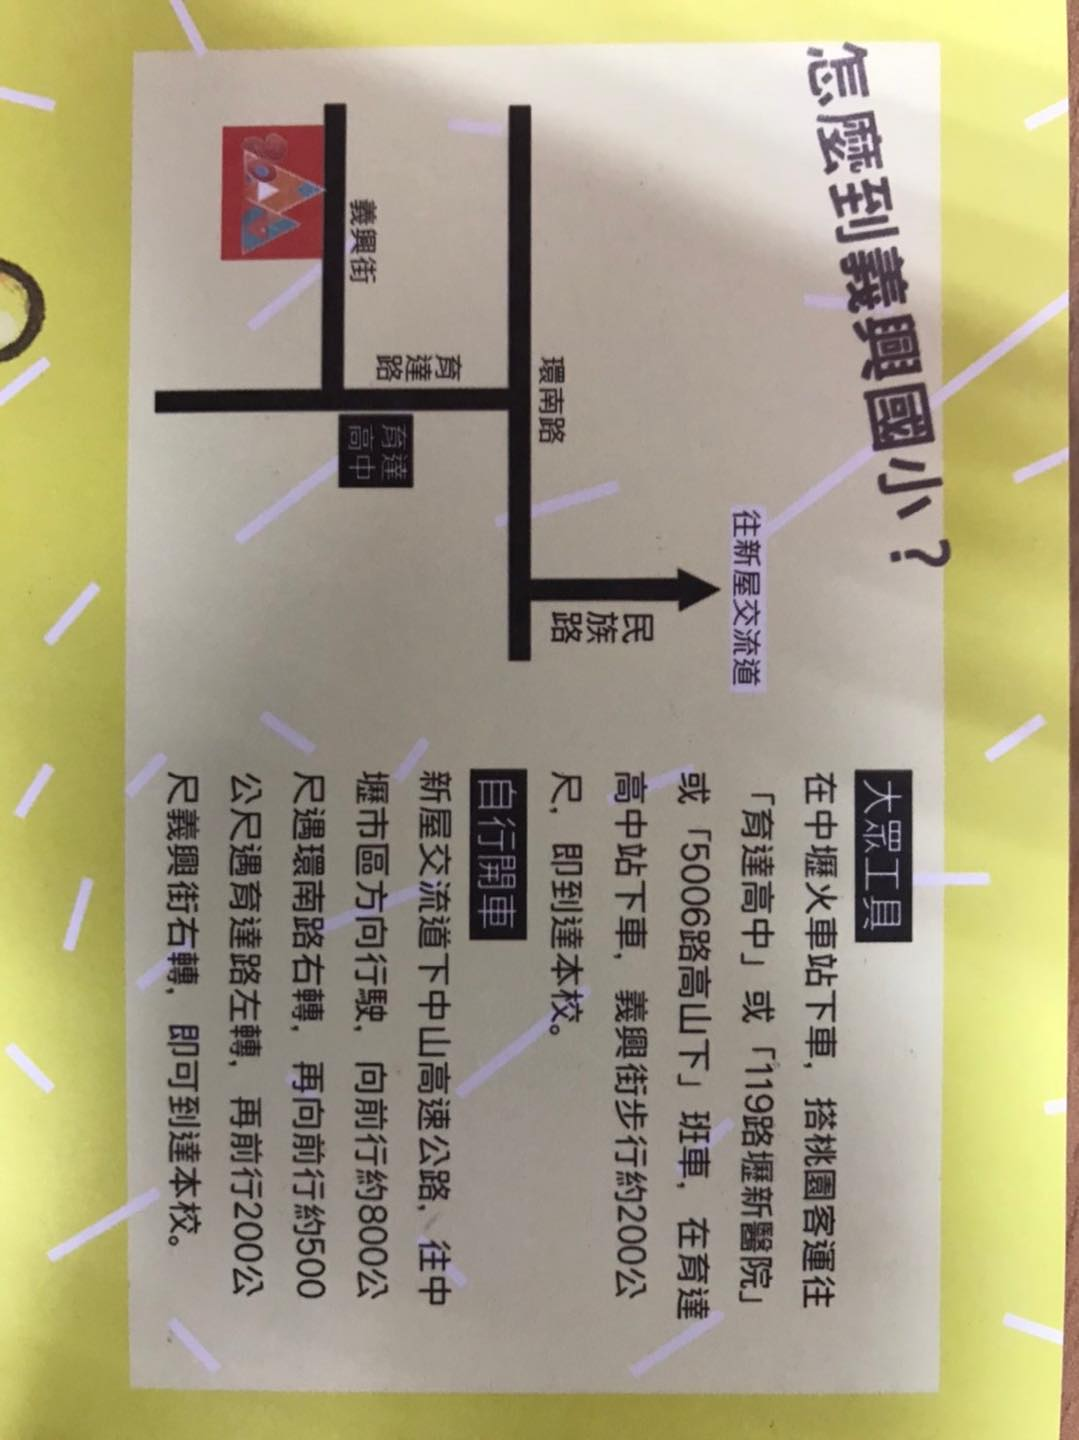 怎麼到義興國小？
往新屋交流道
民族路
環南路
育達路
育達
高中
義興街
大眾工具
在中壢火車站下車，搭桃園客運往
「育達高中」或「119路壢新醫院」
或「5006路高山下」班車，在育達
高中站下車，義興街步行約200公
尺，即到達本校。
自行開車
新屋交流道下中山高速公路，往中
壢市區方向行駛，向前行約800公
尺遇環南路右轉，再向前行約500
公尺遇育達路左轉，再前行200公
尺義興街右轉，即可到達本校。